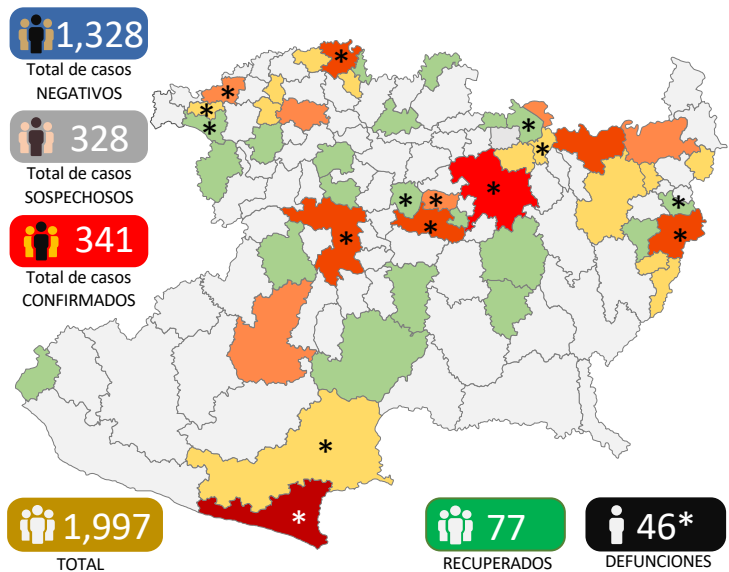 1,328
Total de casos
NEGATIVOS
328
Total de casos
SOSPECHOSOS
341
Total de casos
CONFIRMADOS
* * * * * * * * * * * * * * *
1,997
TOTAL
77
RECUPERADOS
46*
DEFUNCIONES